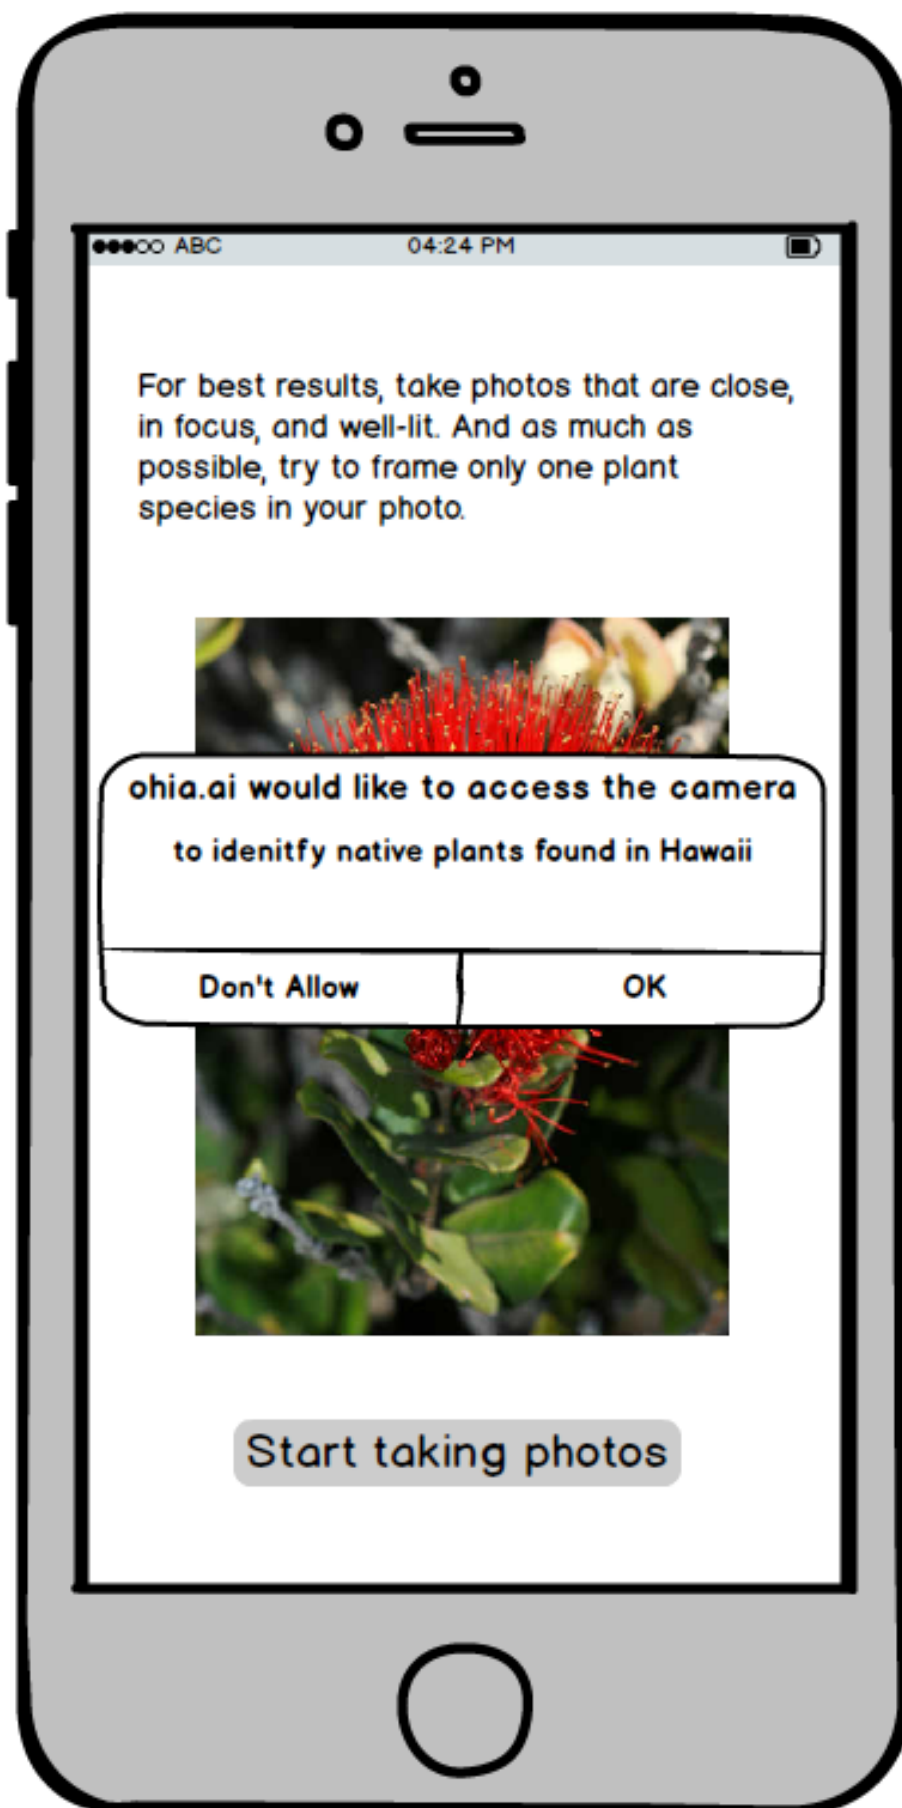 ABC 04:24 PM
For best results, take photos that are close,
in focus, and well-lit. And as much as
possible, try to frame only one plant
species in your photo.
ohia.ai would like to access the camera
to idenitfy native plants found in Hawaii
Don't Allow OK
Start taking photos